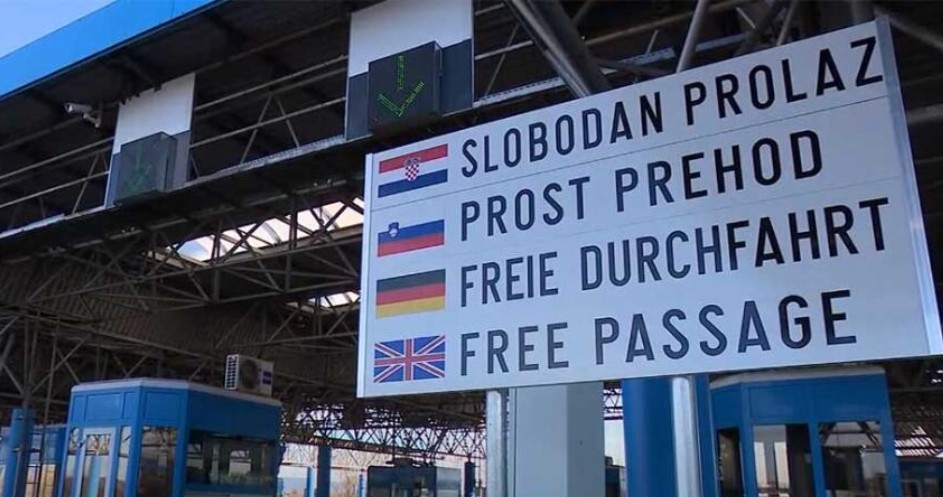 SLOBODAN PROLAZ
PROST PREHOD
FREIE DURCHFAHRT
FREE PASSAGE